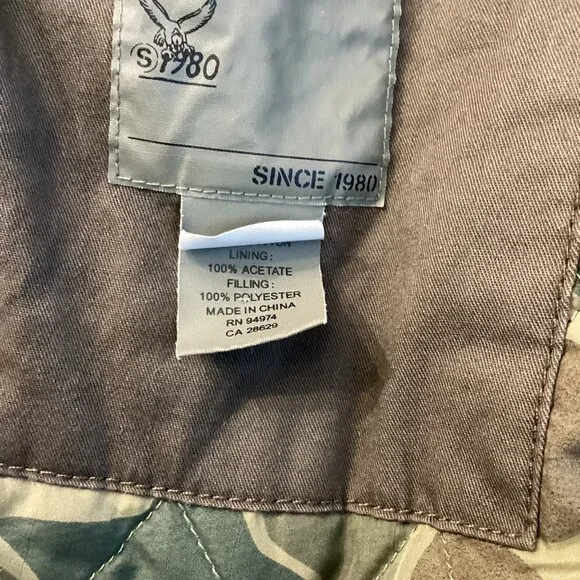 S 1980
SINCE 1980
LINING:
100% ACETATE
FILLING:
100% POLYESTER
MADE IN CHINA
RN 94974
CA 28629